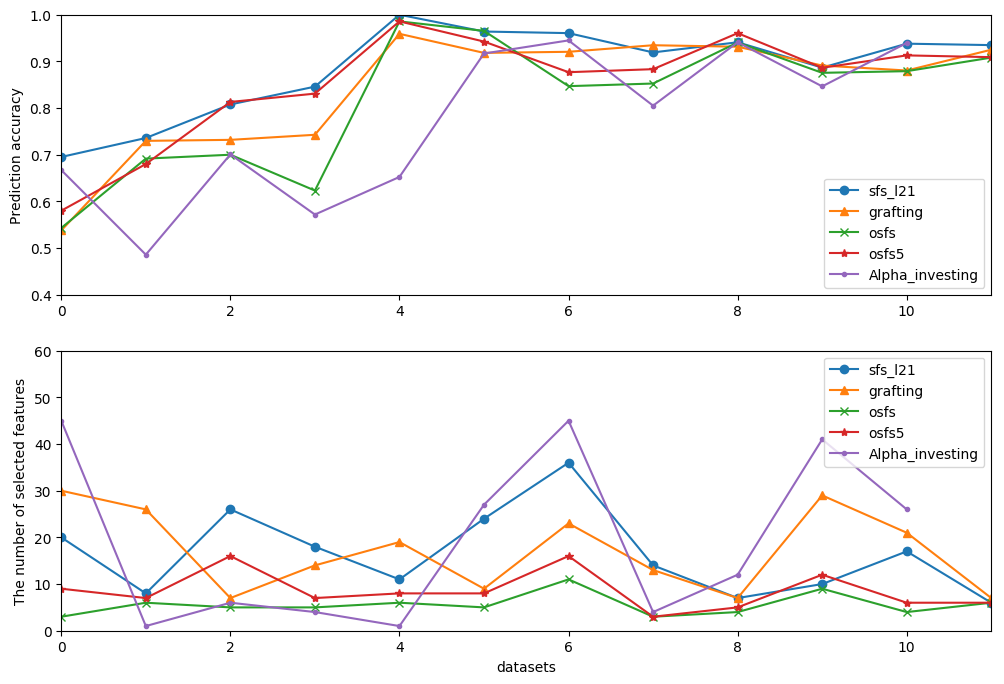 1.0
0.9
0.8
0.7
0.6
0.5
0.4
Prediction accuracy
sfs_l21
grafting
osfs
osfs5
Alpha_investing
0 2 4 6 8 10
60
50
40
30
20
10
0
The number of selected features
sfs_l21
grafting
osfs
osfs5
Alpha_investing
0 2 4 6 8 10
datasets